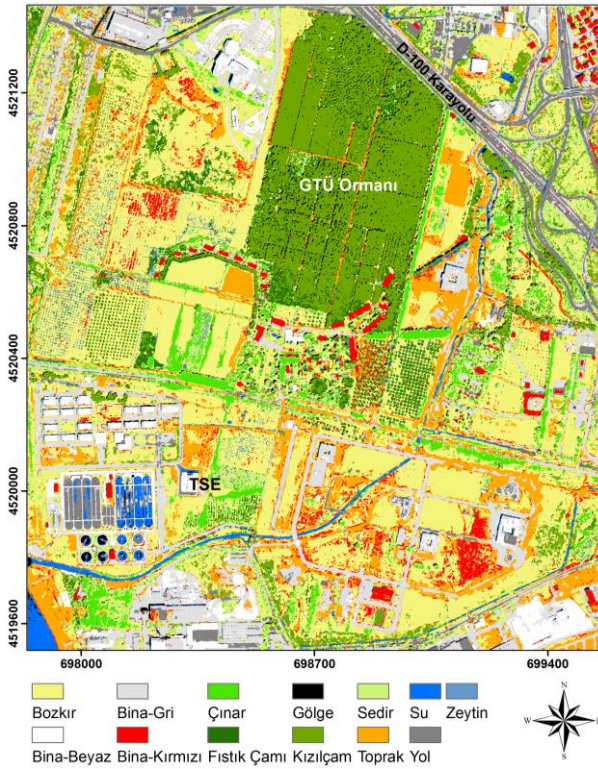 D-100 Karayolu
GTÜ Ormanı
TSE
4521200
4520800
4520400
4520000
4519600
698000 698700 699400
Bozkır Bina-Gri Çınar Gölge Sedir Su Zeytin
Bina-Beyaz Bina-Kırmızı Fıstık Çamı Kızılçam Toprak Yol
N
W E
S